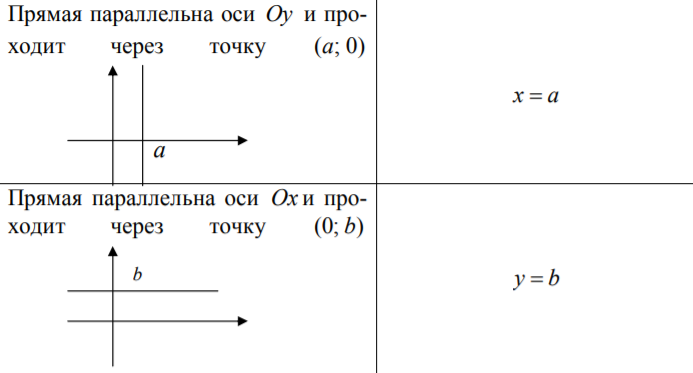 Прямая параллельна оси Oy и про-
ходит через точку (a; 0)
a
x = a
Прямая параллельна оси Ox и про-
ходит через точку (0; b)
b
y = b